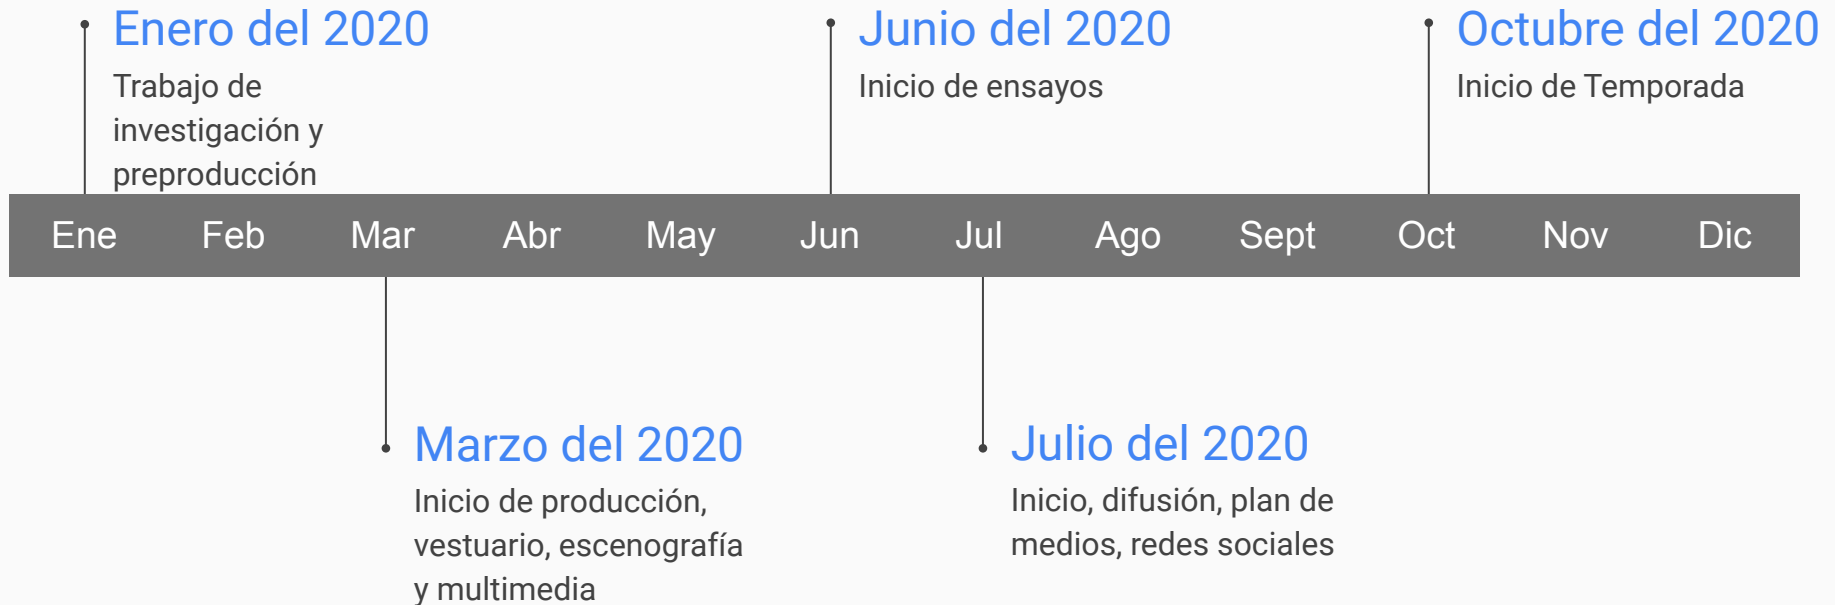 Enero del 2020
Trabajo de
investigación y
preproducción
Junio del 2020
Inicio de ensayos
Octubre del 2020
Inicio de Temporada
Ene Feb Mar Abr May Jun Jul Ago Sept Oct Nov Dic
Marzo del 2020
Inicio de producción,
vestuario, escenografía
y multimedia
Julio del 2020
Inicio, difusión, plan de
medios, redes sociales